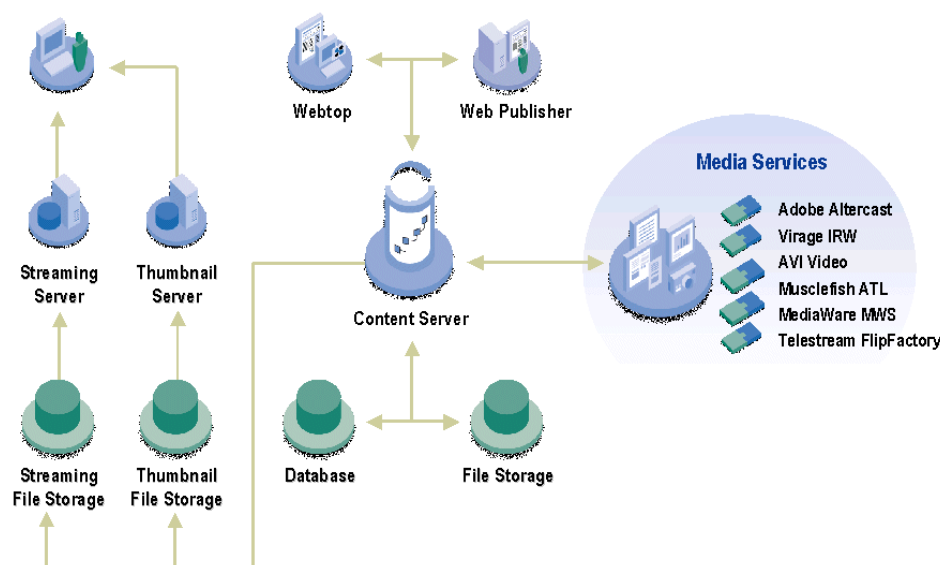 Webtop
Web Publisher
Media Services
Adobe Altercast
Virage IRW
AVI Video
Musclefish ATL
MediaWare MWS
Telestream FlipFactory
Streaming
Server
Thumbnail
Server
Content Server
Streaming
File Storage
Thumbnail
File Storage
Database
File Storage